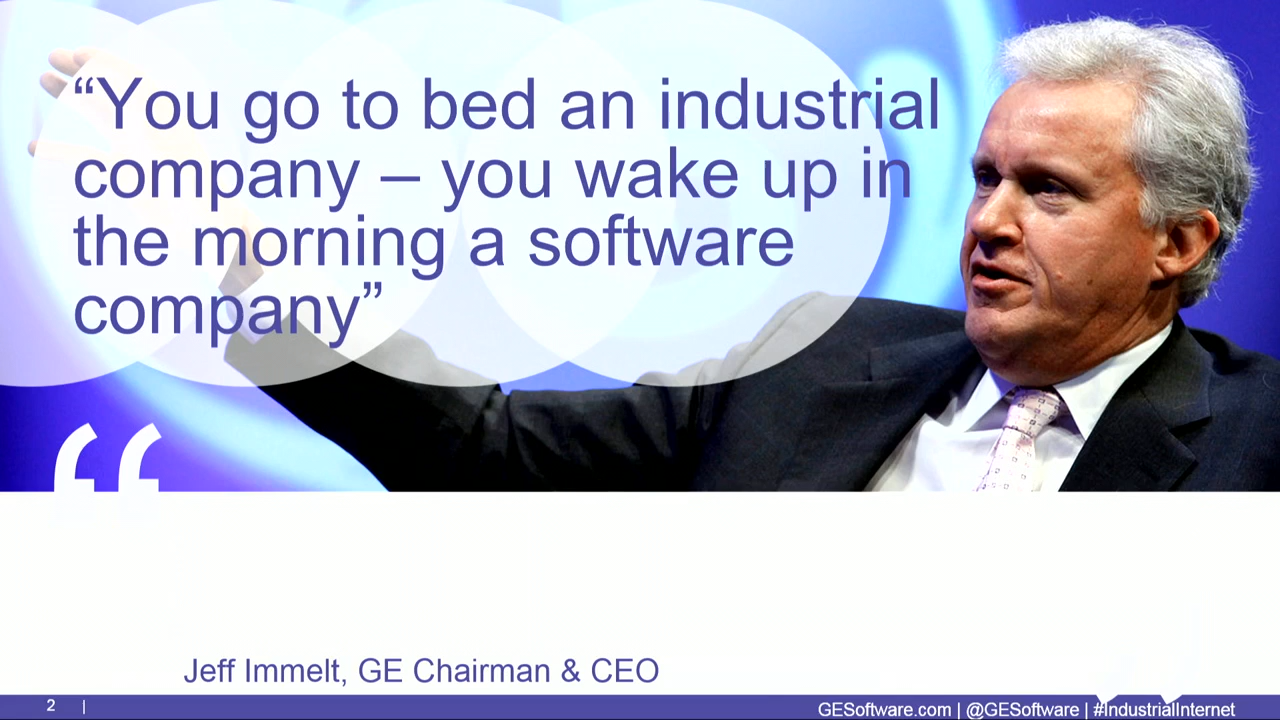 “You go to bed an industrial
company – you wake up in
the morning a software
company”
Jeff Immelt, GE Chairman & CEO
2 |
GESoftware.com | @GESoftware | #IndustrialInternet